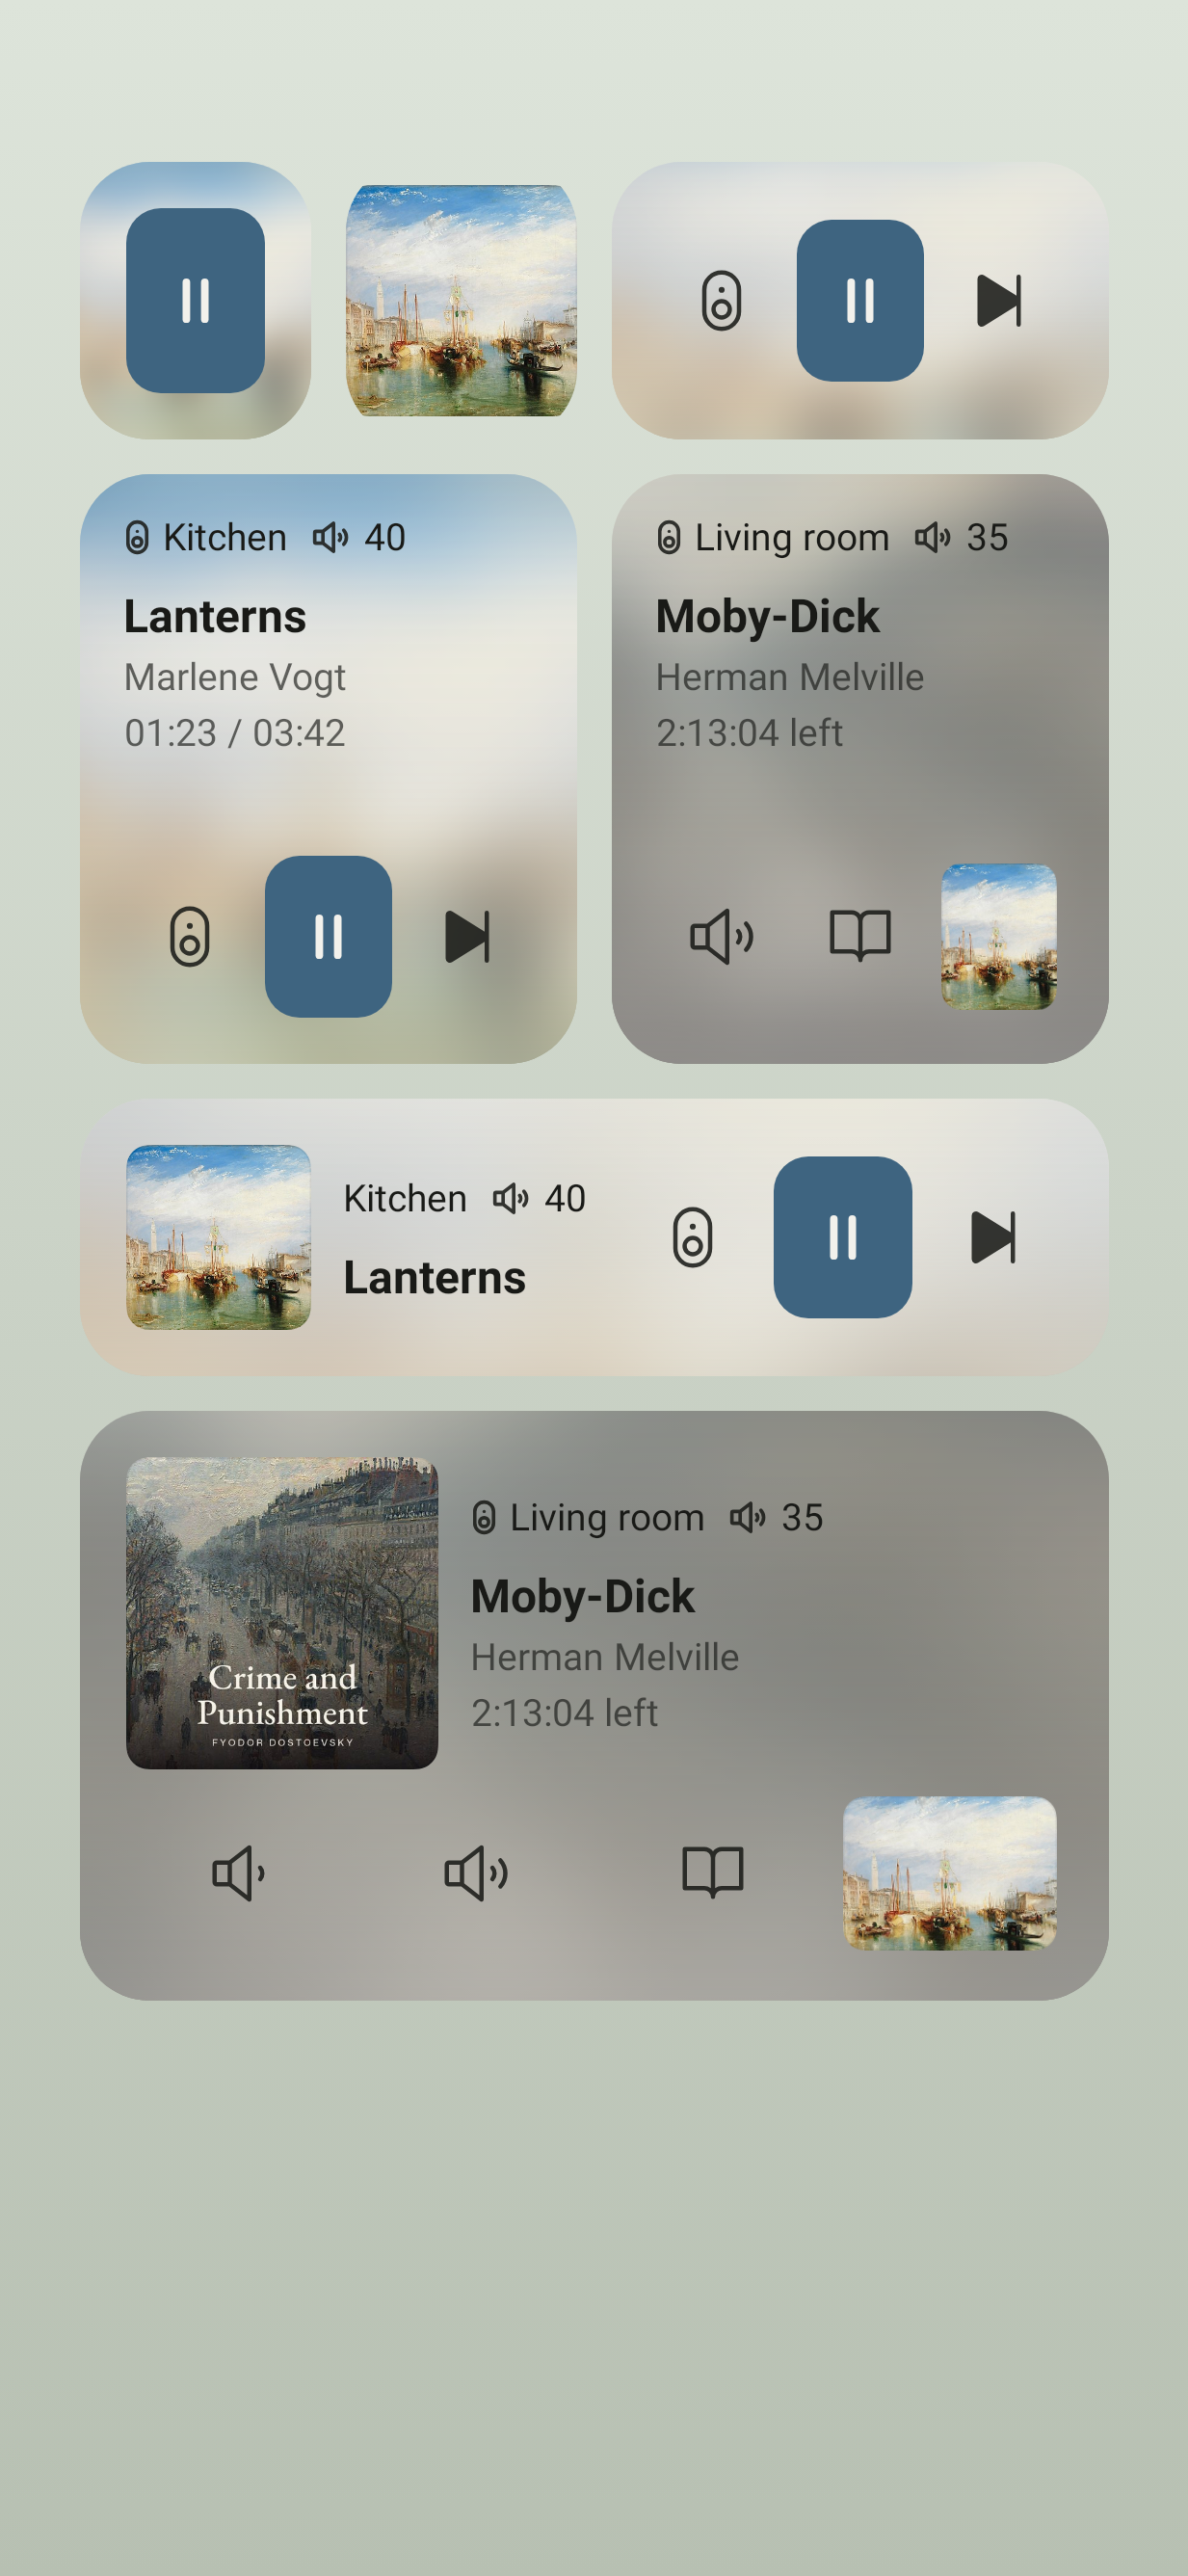 Kitchen 40
Lanterns
Marlene Vogt
01:23 / 03:42
Living room 35
Moby-Dick
Herman Melville
2:13:04 left
Kitchen 40
Lanterns
Crime and
Punishment
FYODOR DOSTOEVSKY
Living room 35
Moby-Dick
Herman Melville
2:13:04 left